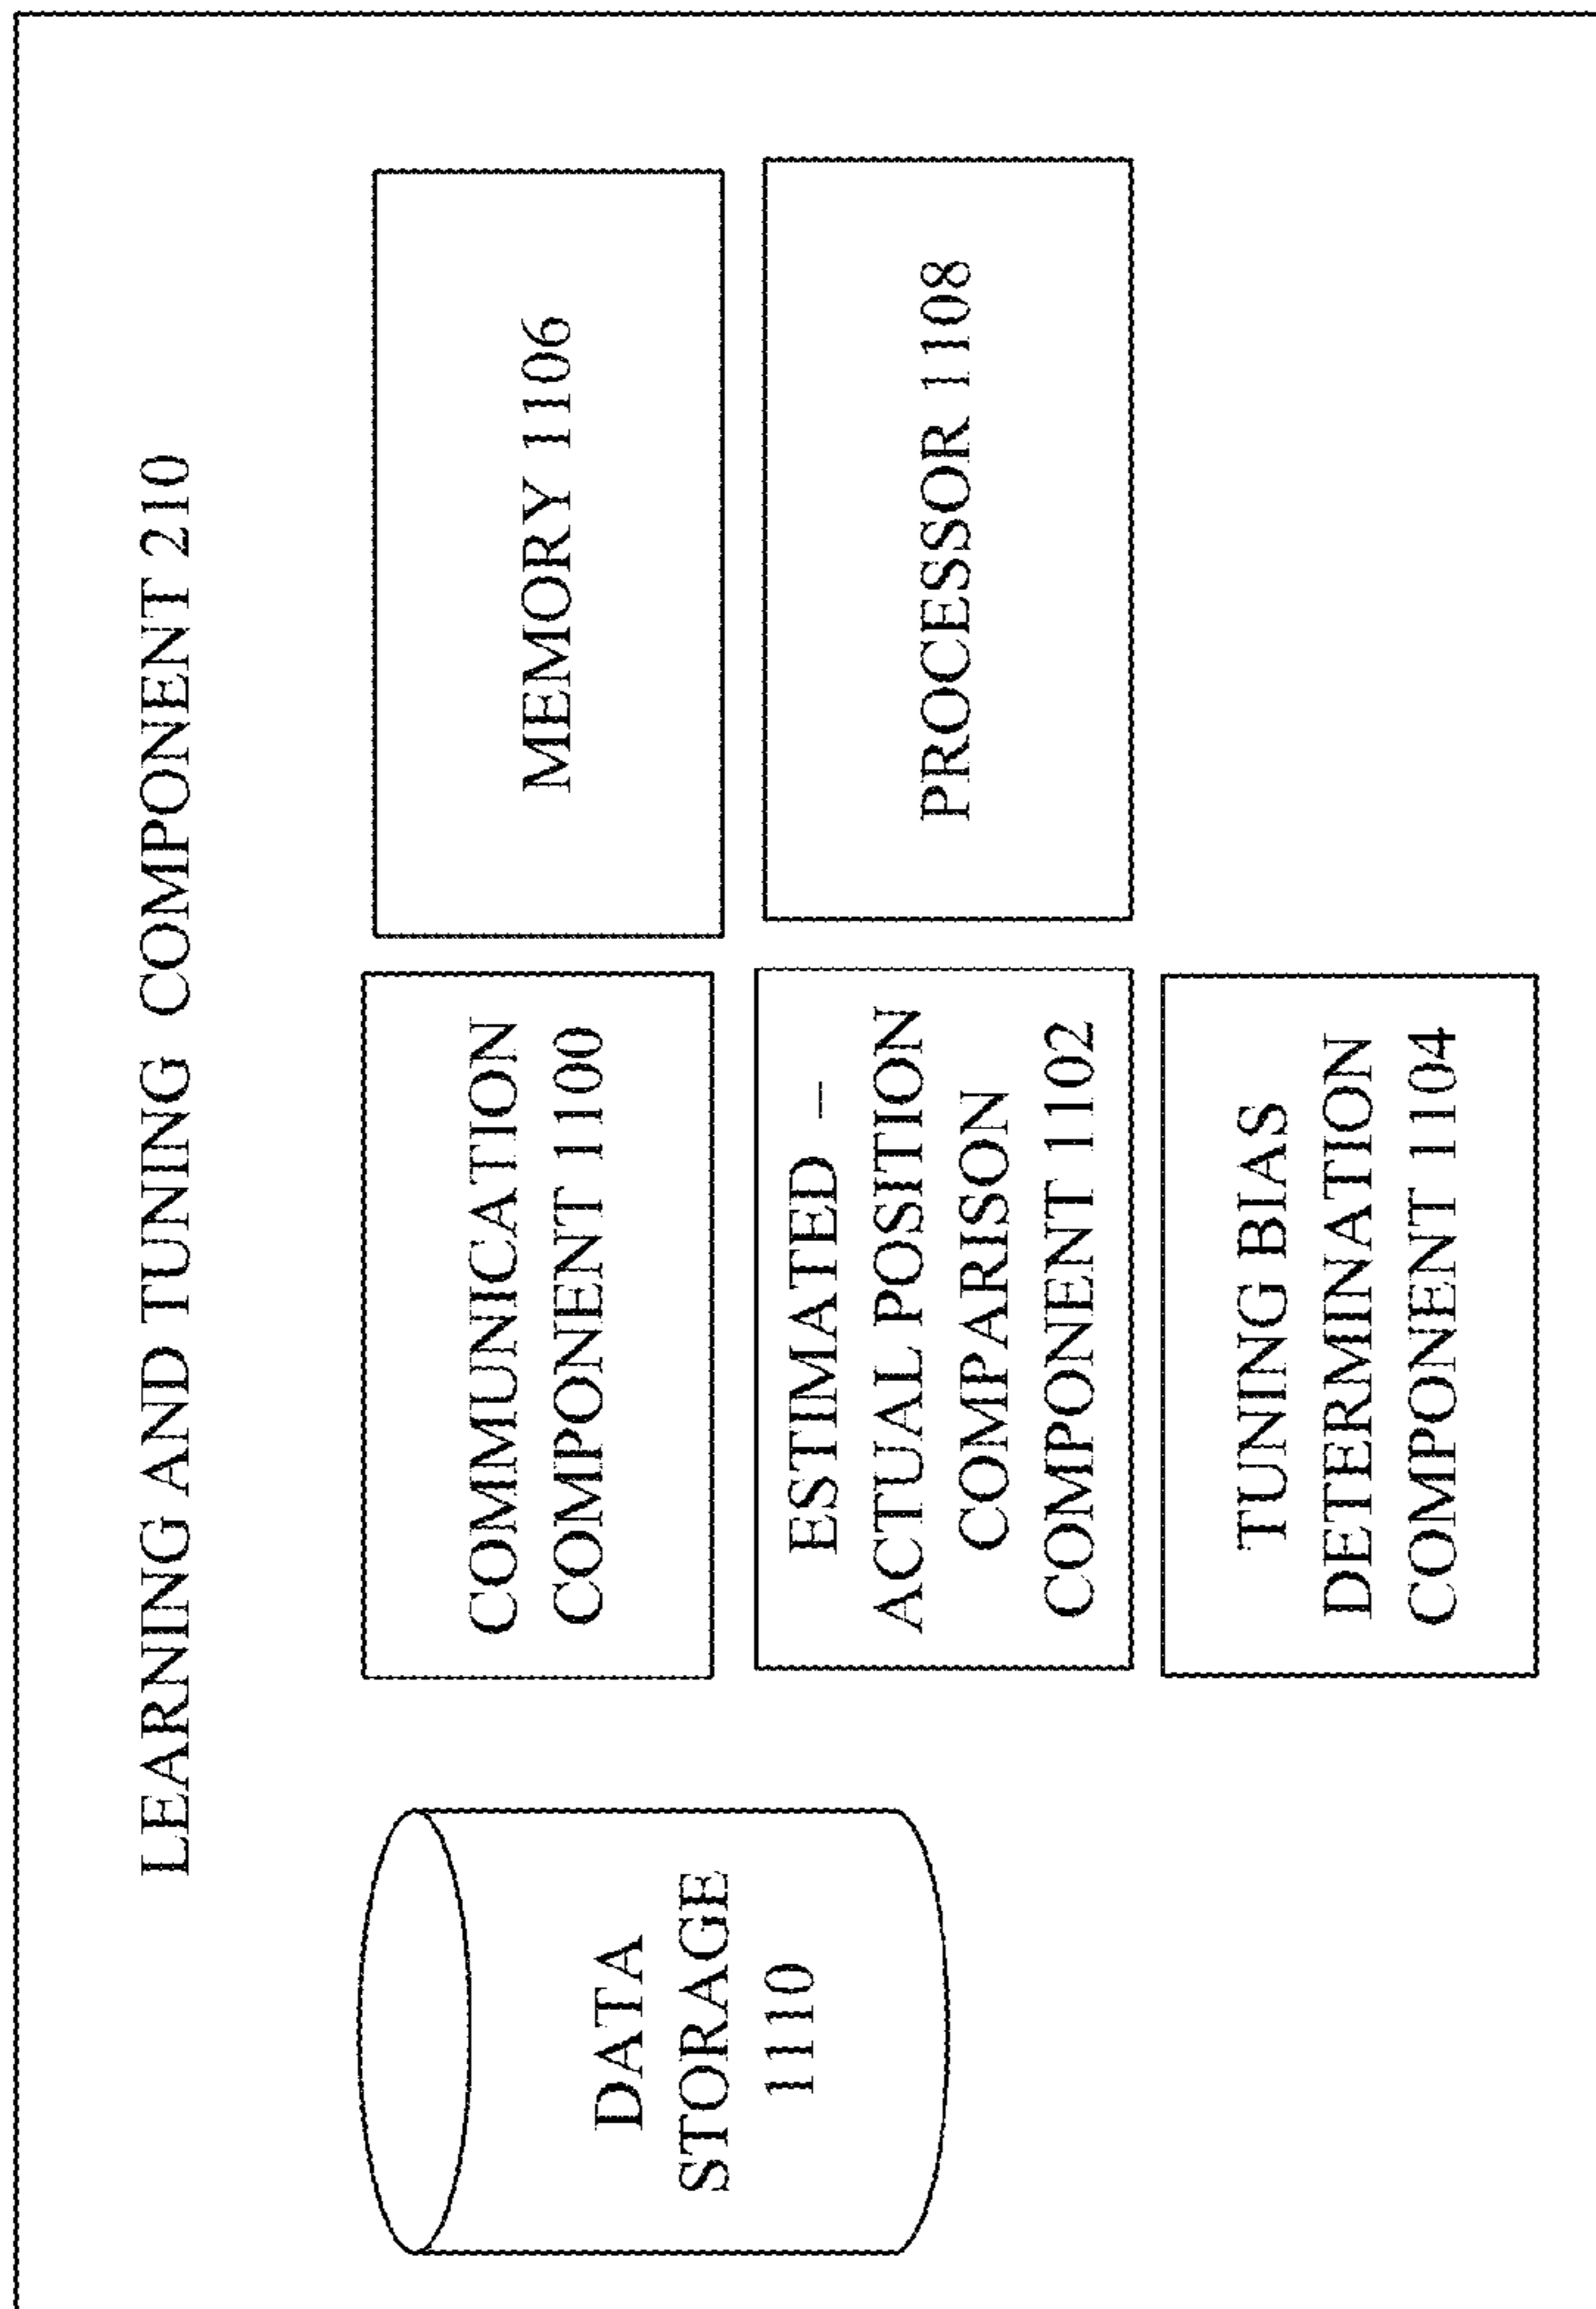 LEARNING AND TUNING COMPONENT 210
DATA
STORAGE
1110
COMMUNICATION
COMPONENT 1100
ESTIMATED –
ACTUAL POSITION
COMPARISON
COMPONENT 1102
TUNING BIAS
DETERMINATION
COMPONENT 1104
MEMORY 1106
PROCESSOR 1108